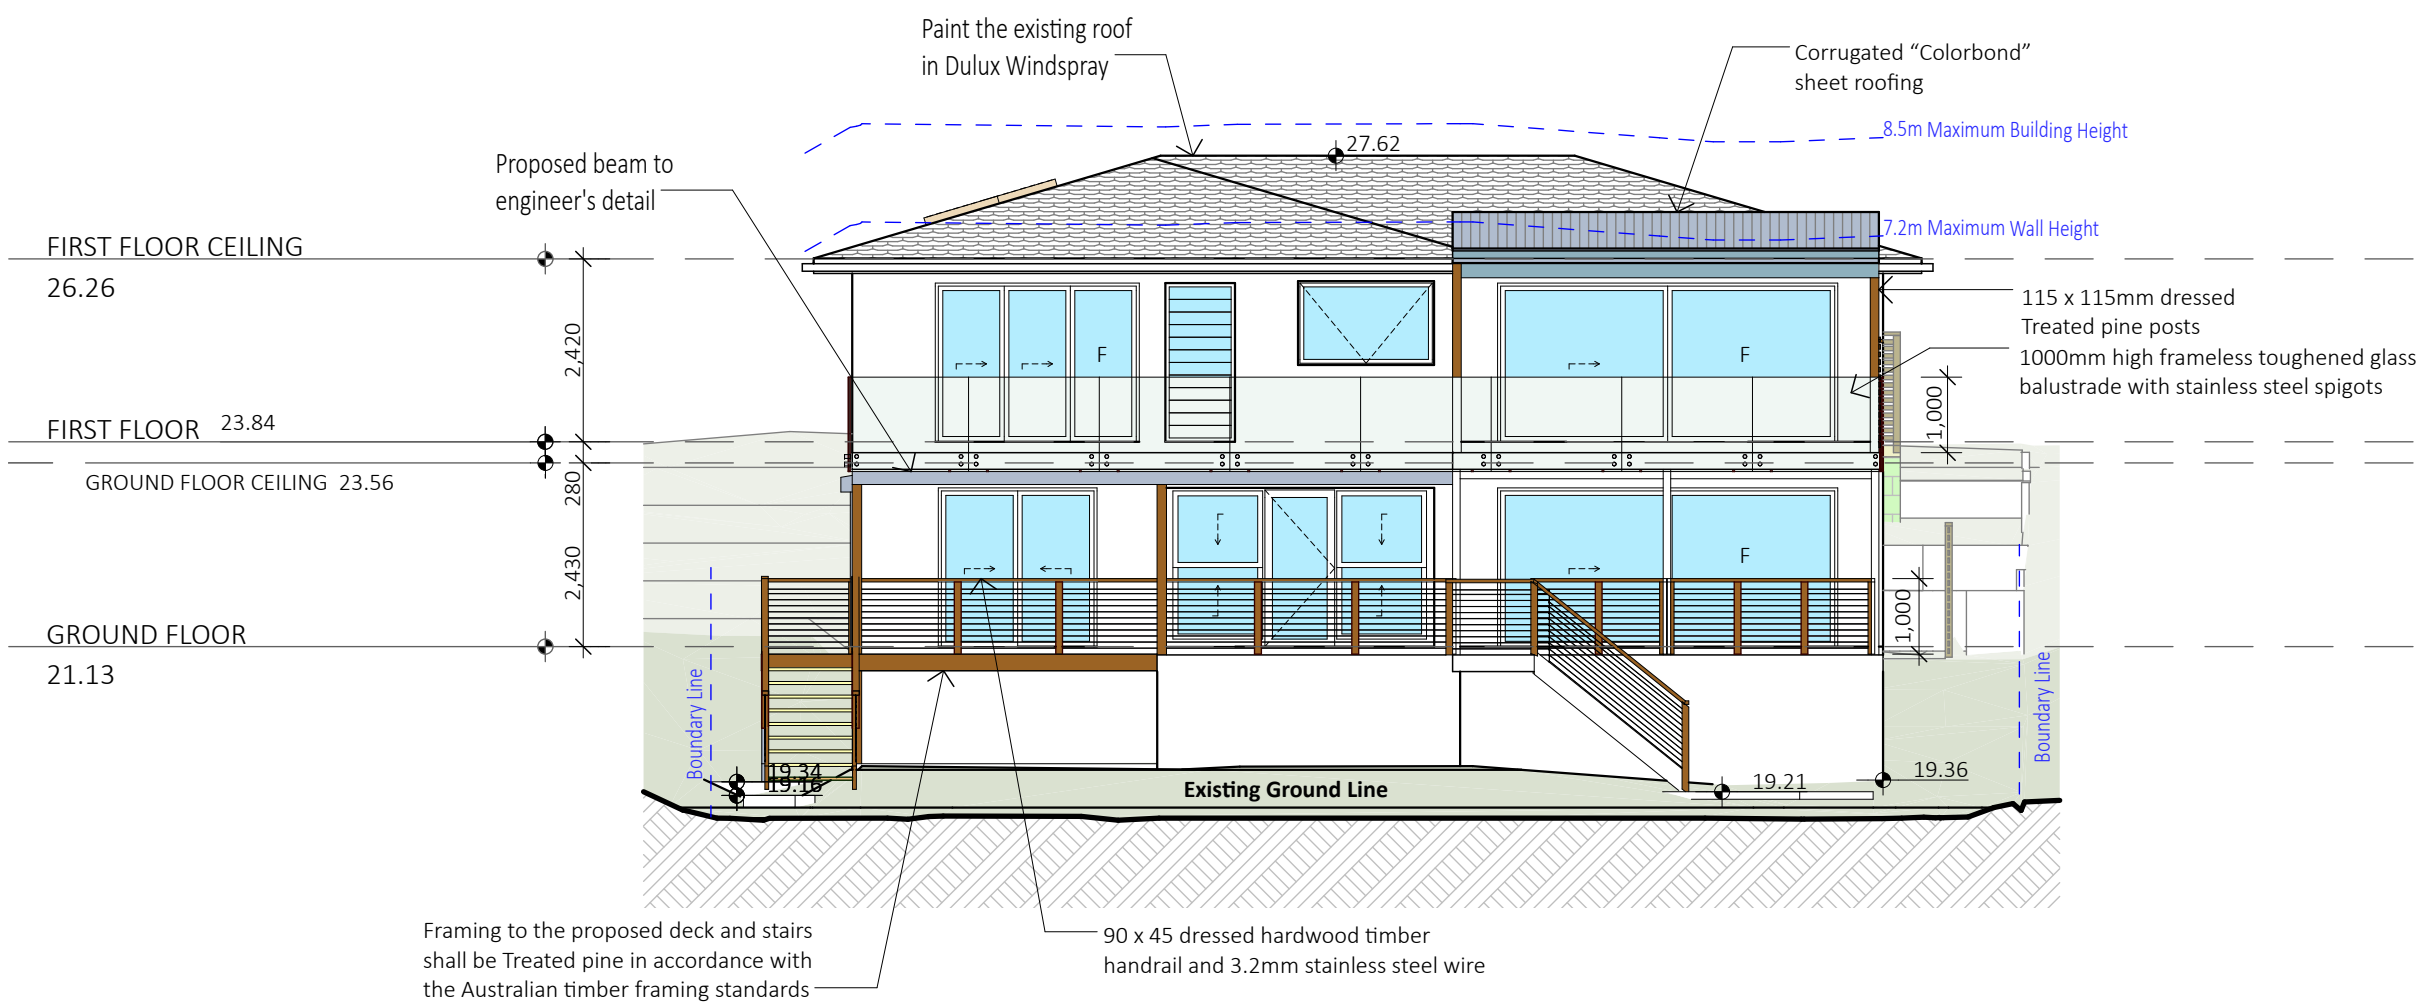 Paint the existing roof
in Dulux Windspray
Corrugated “Colorbond”
sheet roofing
8.5m Maximum Building Height
27.62
Proposed beam to
engineer's detail
7.2m Maximum Wall Height
FIRST FLOOR CEILING
26.26
115 x 115mm dressed
Treated pine posts
1000mm high frameless toughened glass
balustrade with stainless steel spigots
2,420
F
F
1,000
FIRST FLOOR 23.84
GROUND FLOOR CEILING 23.56
280
2,430
F
1,000
GROUND FLOOR
21.13
Boundary Line
Boundary Line
19.34
19.16
Existing Ground Line
19.21
19.36
Framing to the proposed deck and stairs
shall be Treated pine in accordance with
the Australian timber framing standards
90 x 45 dressed hardwood timber
handrail and 3.2mm stainless steel wire